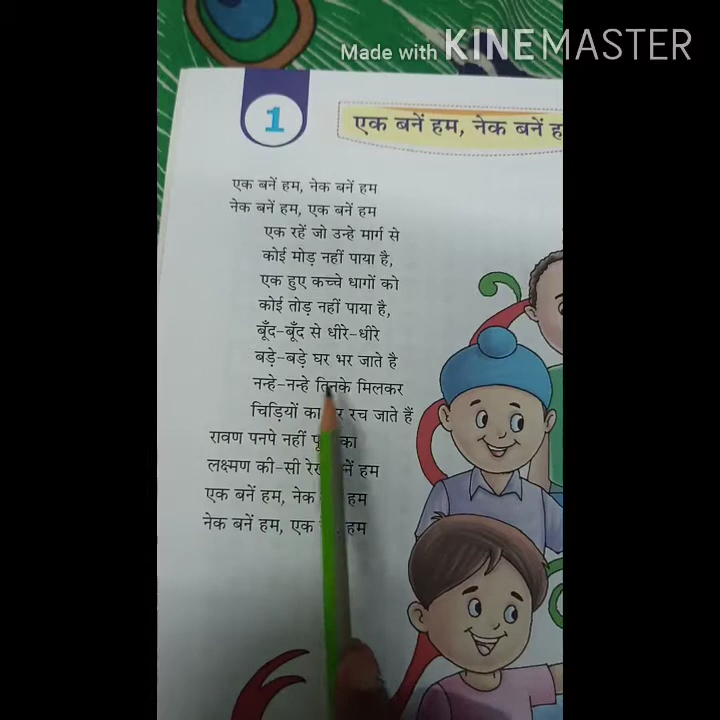 Made with KINEMASTER
1
एक बनें हम, नेक बनें ह
एक बनें हम, नेक बनें हम
नेक बनें हम, एक बनें हम
एक रहें जो उन्हे मार्ग से
कोई मोड़ नहीं पाया है,
एक हुए कच्चे धागों को
कोई तोड़ नहीं पाया है,
बूँद-बूँद से धीरे-धीरे
बड़े-बड़े घर भर जाते है
नन्हे-नन्हे तिनके मिलकर
चिड़ियों का रच जाते हैं
रावण पनपे नहीं का
लक्ष्मण की-सी हम
एक बनें हम, नेक हम
नेक बनें हम, एक हम